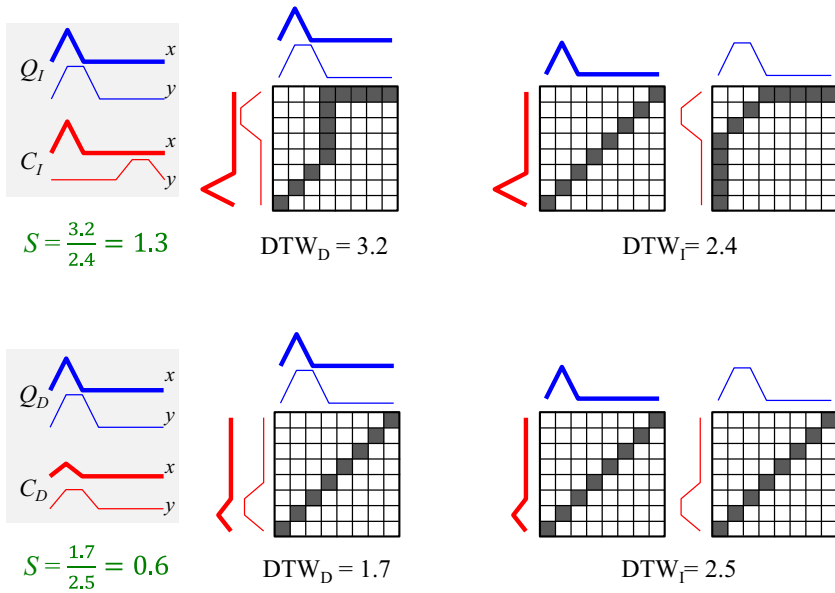 Q_I x
y
C_I x
y
S = 3.2/2.4 = 1.3
DTW_D = 3.2
DTW_I = 2.4
Q_D x
y
C_D x
y
S = 1.7/2.5 = 0.6
DTW_D = 1.7
DTW_I = 2.5